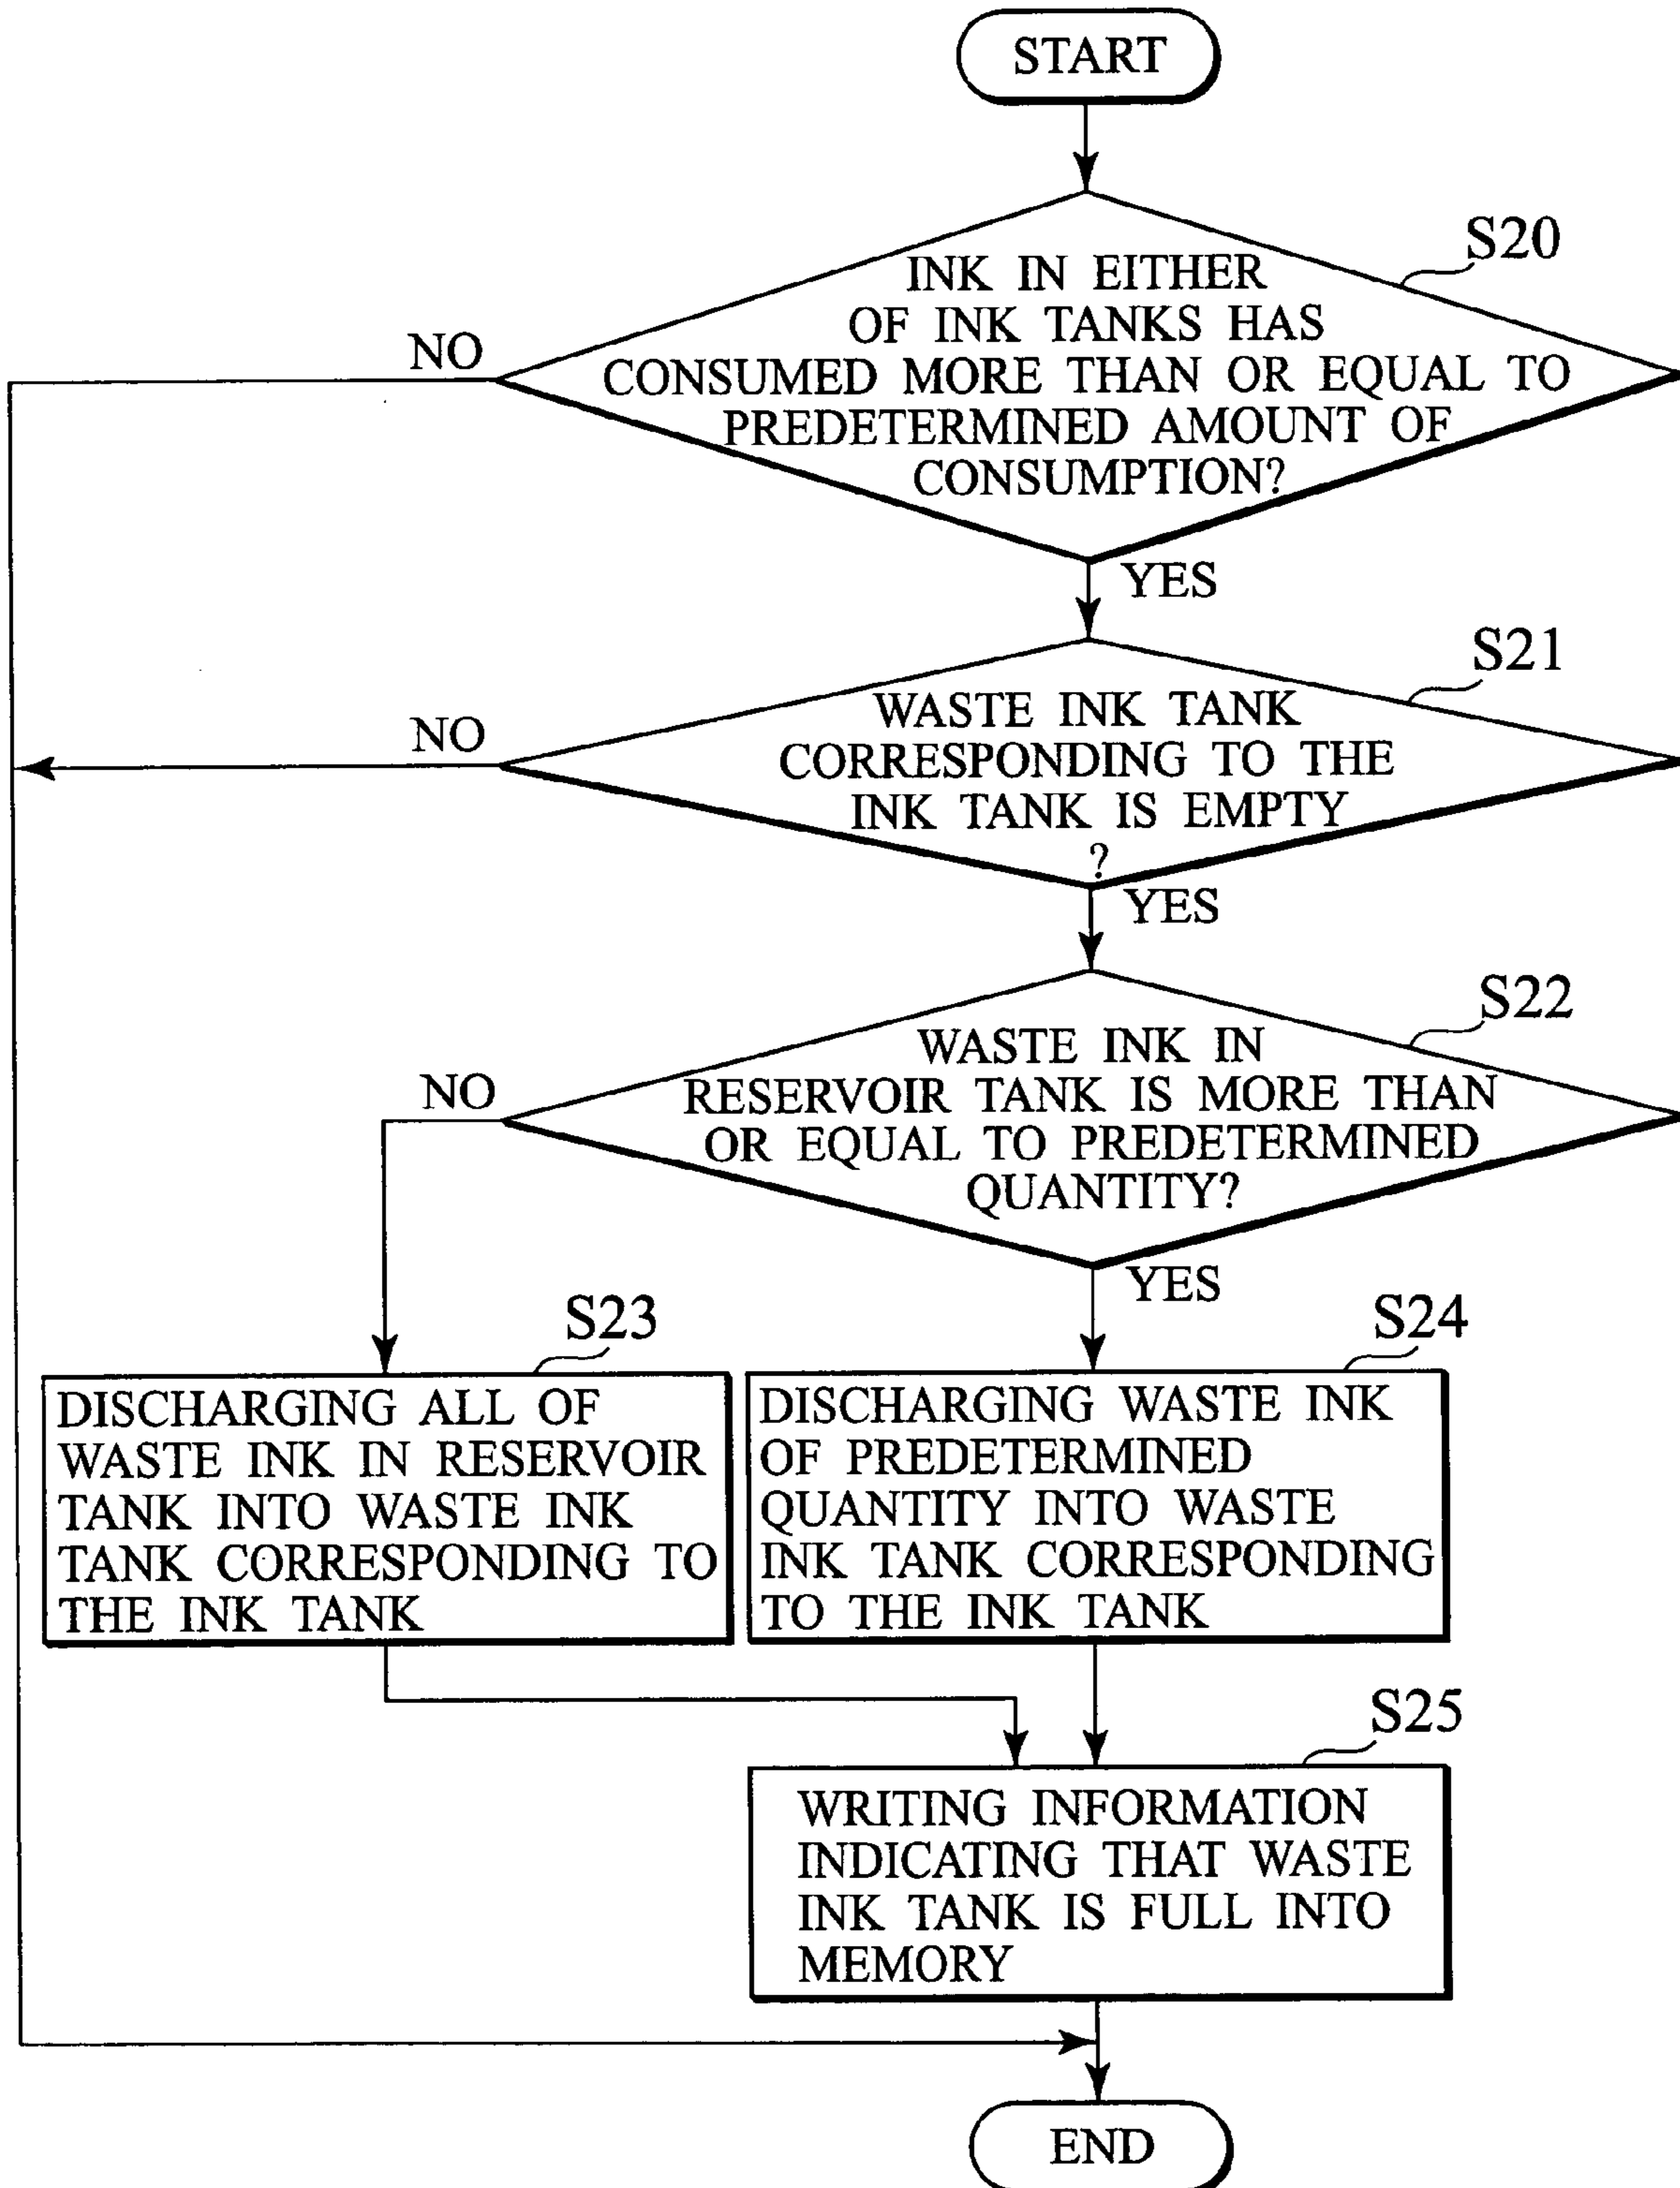 START
S20
INK IN EITHER
OF INK TANKS HAS
CONSUMED MORE THAN OR EQUAL TO
PREDETERMINED AMOUNT OF
CONSUMPTION?
NO
YES
S21
WASTE INK TANK
CORRESPONDING TO THE
INK TANK IS EMPTY
?
NO
YES
S22
WASTE INK IN
RESERVOIR TANK IS MORE THAN
OR EQUAL TO PREDETERMINED
QUANTITY?
NO
YES
S23
DISCHARGING ALL OF
WASTE INK IN RESERVOIR
TANK INTO WASTE INK
TANK CORRESPONDING TO
THE INK TANK
S24
DISCHARGING WASTE INK
OF PREDETERMINED
QUANTITY INTO WASTE
INK TANK CORRESPONDING
TO THE INK TANK
S25
WRITING INFORMATION
INDICATING THAT WASTE
INK TANK IS FULL INTO
MEMORY
END